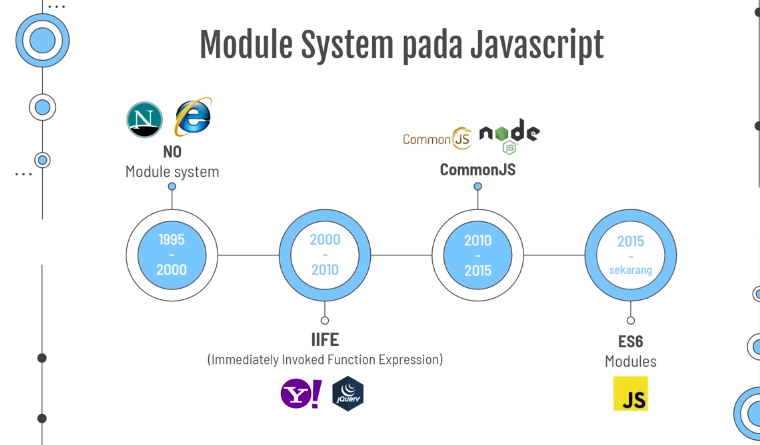 Module System pada Javascript
N
e
NO
Module system
CommonJS
node
JS
CommonJS
1995
-
2000
2000
-
2010
2010
-
2015
2015
-
sekarang
IIFE
(Immediately Invoked Function Expression)
Y!
jQuery
ES6
Modules
JS